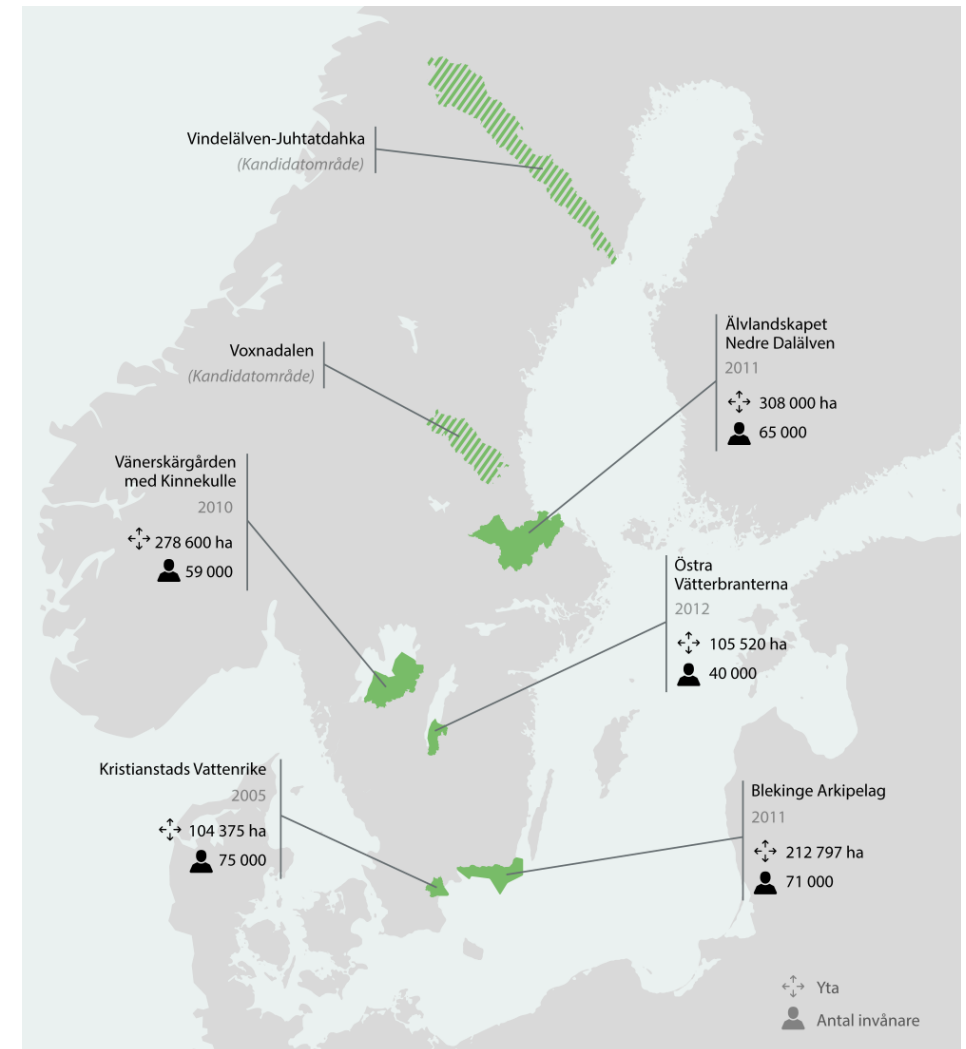 Vindelälven-Juhtatdahka
(Kandidatområde)
Voxnadalen
(Kandidatområde)
Älvlandskapet
Nedre Dalälven
2011
308 000 ha
65 000
Vänerskärgården
med Kinnekulle
2010
278 600 ha
59 000
Östra
Vätterbranterna
2012
105 520 ha
40 000
Kristianstads Vattenrike
2005
104 375 ha
75 000
Blekinge Arkipelag
2011
212 797 ha
71 000
Yta
Antal invånare